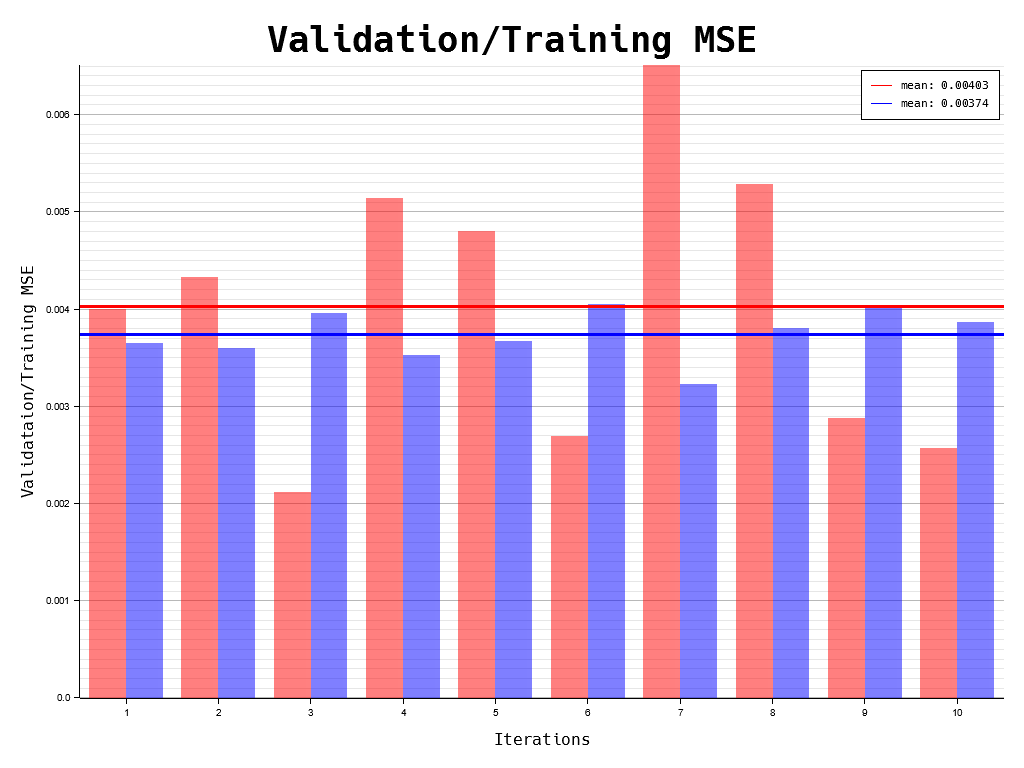 Validation/Training MSE
mean: 0.00403
mean: 0.00374
Validataion/Training MSE
0.006
0.005
0.004
0.003
0.002
0.001
0.0
1 2 3 4 5 6 7 8 9 10
Iterations